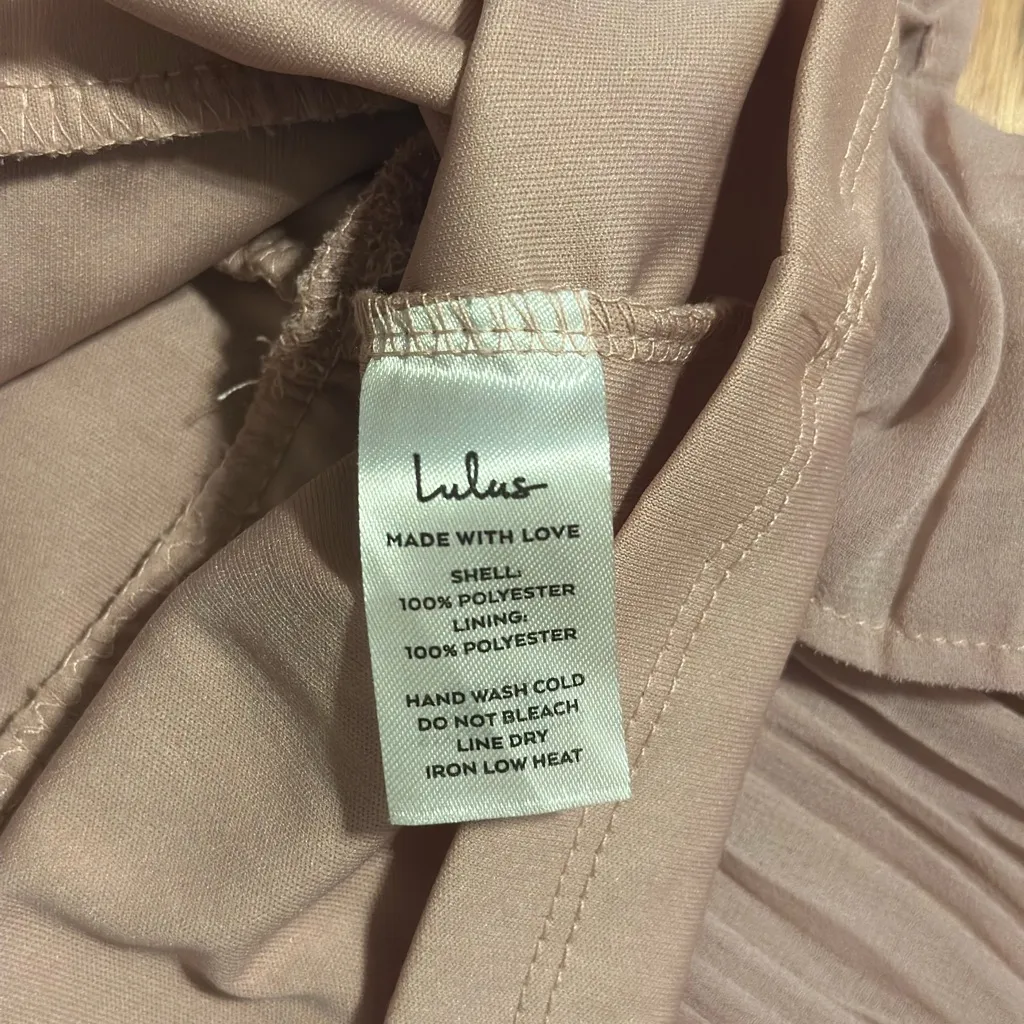 Lulus
MADE WITH LOVE
SHELL:
100% POLYESTER
LINING:
100% POLYESTER
HAND WASH COLD
DO NOT BLEACH
LINE DRY
IRON LOW HEAT